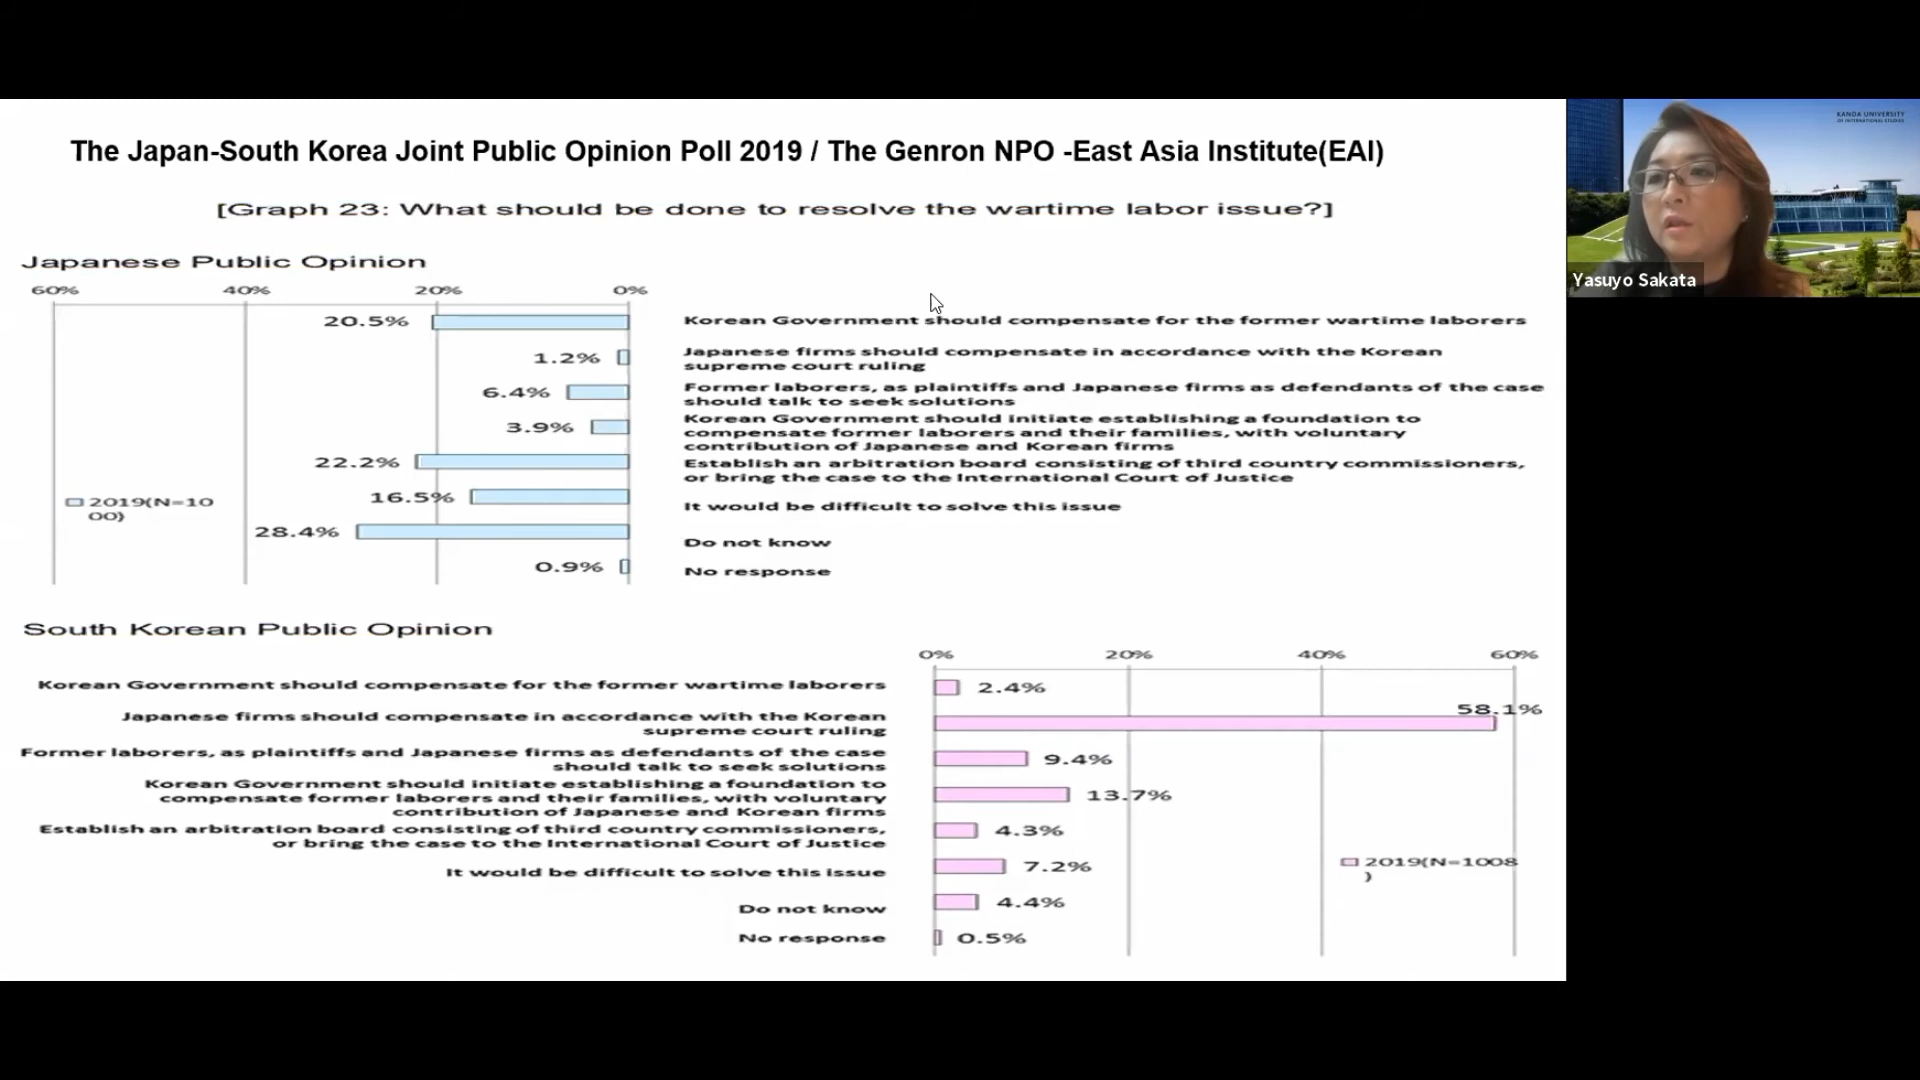 The Japan-South Korea Joint Public Opinion Poll 2019 / The Genron NPO -East Asia Institute(EAI)
KANDA UNIVERSITY
OF INTERNATIONAL STUDIES
Yasuyo Sakata
[Graph 23: What should be done to resolve the wartime labor issue?]
Japanese Public Opinion
60% 40% 20% 0%
20.5% Korean Government should compensate for the former wartime laborers
1.2% Japanese firms should compensate in accordance with the Korean
supreme court ruling
6.4% Former laborers, as plaintiffs and Japanese firms as defendants of the case
should talk to seek solutions
3.9% Korean Government should initiate establishing a foundation to
compensate former laborers and their families, with voluntary
contribution of Japanese and Korean firms
22.2% Establish an arbitration board consisting of third country commissioners,
or bring the case to the International Court of Justice
16.5% It would be difficult to solve this issue
2019(N=10
00)
28.4% Do not know
0.9% No response
South Korean Public Opinion
0% 20% 40% 60%
Korean Government should compensate for the former wartime laborers 2.4%
Japanese firms should compensate in accordance with the Korean 58.1%
supreme court ruling
Former laborers, as plaintiffs and Japanese firms as defendants of the case 9.4%
should talk to seek solutions
Korean Government should initiate establishing a foundation to
compensate former laborers and their families, with voluntary 13.7%
contribution of Japanese and Korean firms
Establish an arbitration board consisting of third country commissioners, 4.3%
or bring the case to the International Court of Justice
It would be difficult to solve this issue 7.2%
2019(N=1008
)
Do not know 4.4%
No response 0.5%